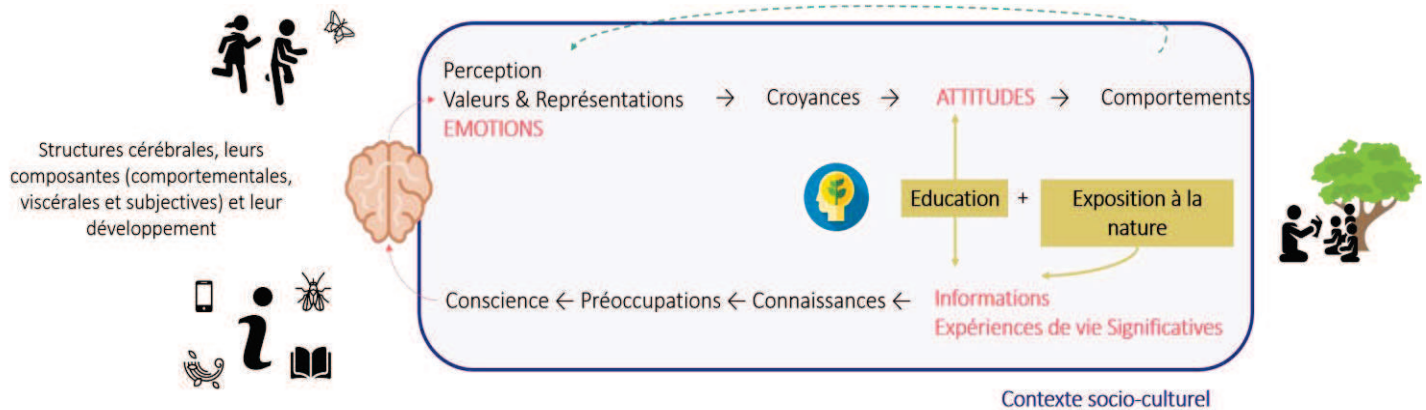 Perception
Valeurs & Représentations → Croyances → ATTITUDES → Comportements
EMOTIONS
Structures cérébrales, leurs
composantes (comportementales,
viscérales et subjectives) et leur
développement
Education + Exposition à la
nature
Conscience ← Préoccupations ← Connaissances ← Informations
Expériences de vie Significatives
Contexte socio-culturel